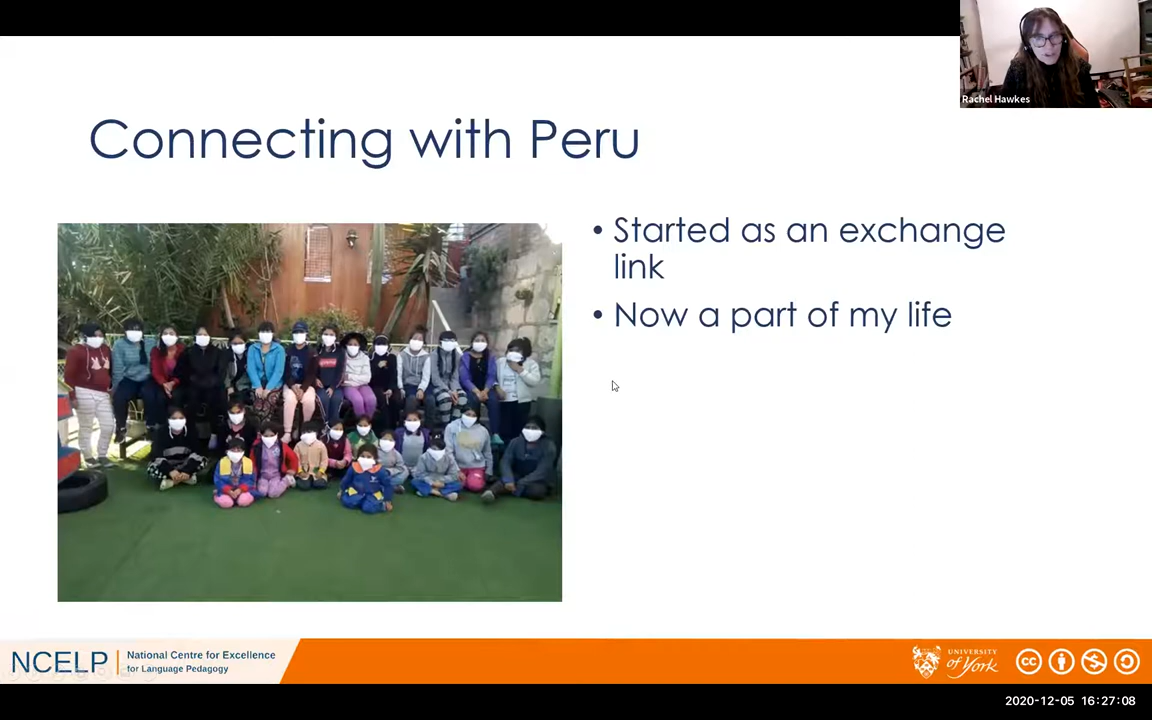 Rachel Hawkes
Connecting with Peru
• Started as an exchange
link
• Now a part of my life
NCELP
National Centre for Excellence
for Language Pedagogy
UNIVERSITY
of York
cc
2020-12-05 16:27:08